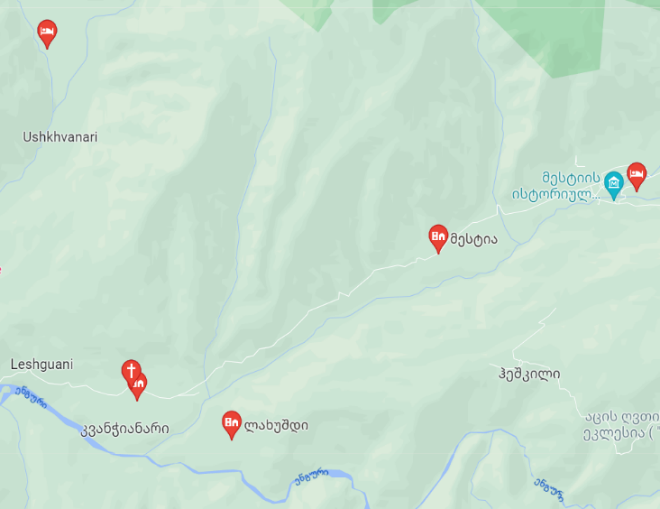 Ushkhvanari
მესტიის
ისტორიულ...
მესტია
Leshguani
ენგური
კვანჭიანარი
ლახუშდი
ჰეშკილი
აცის ღვთი
ეკლესია ( `
ენგური
ენგური